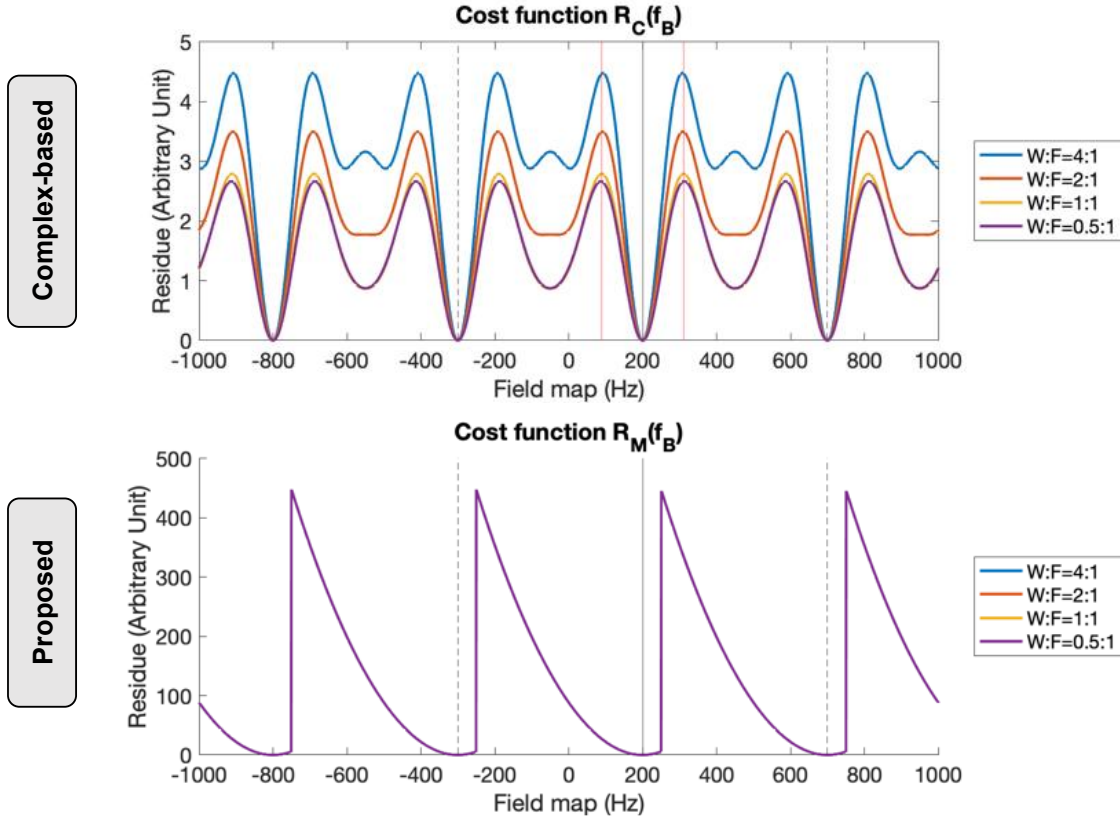 Complex-based
Cost function R_C(f_B)
Residue (Arbitrary Unit)
5
4
3
2
1
0
-1000 -800 -600 -400 -200 0 200 400 600 800 1000
Field map (Hz)
W:F=4:1
W:F=2:1
W:F=1:1
W:F=0.5:1
Proposed
Cost function R_M(f_B)
Residue (Arbitrary Unit)
500
400
300
200
100
0
-1000 -800 -600 -400 -200 0 200 400 600 800 1000
Field map (Hz)
W:F=4:1
W:F=2:1
W:F=1:1
W:F=0.5:1